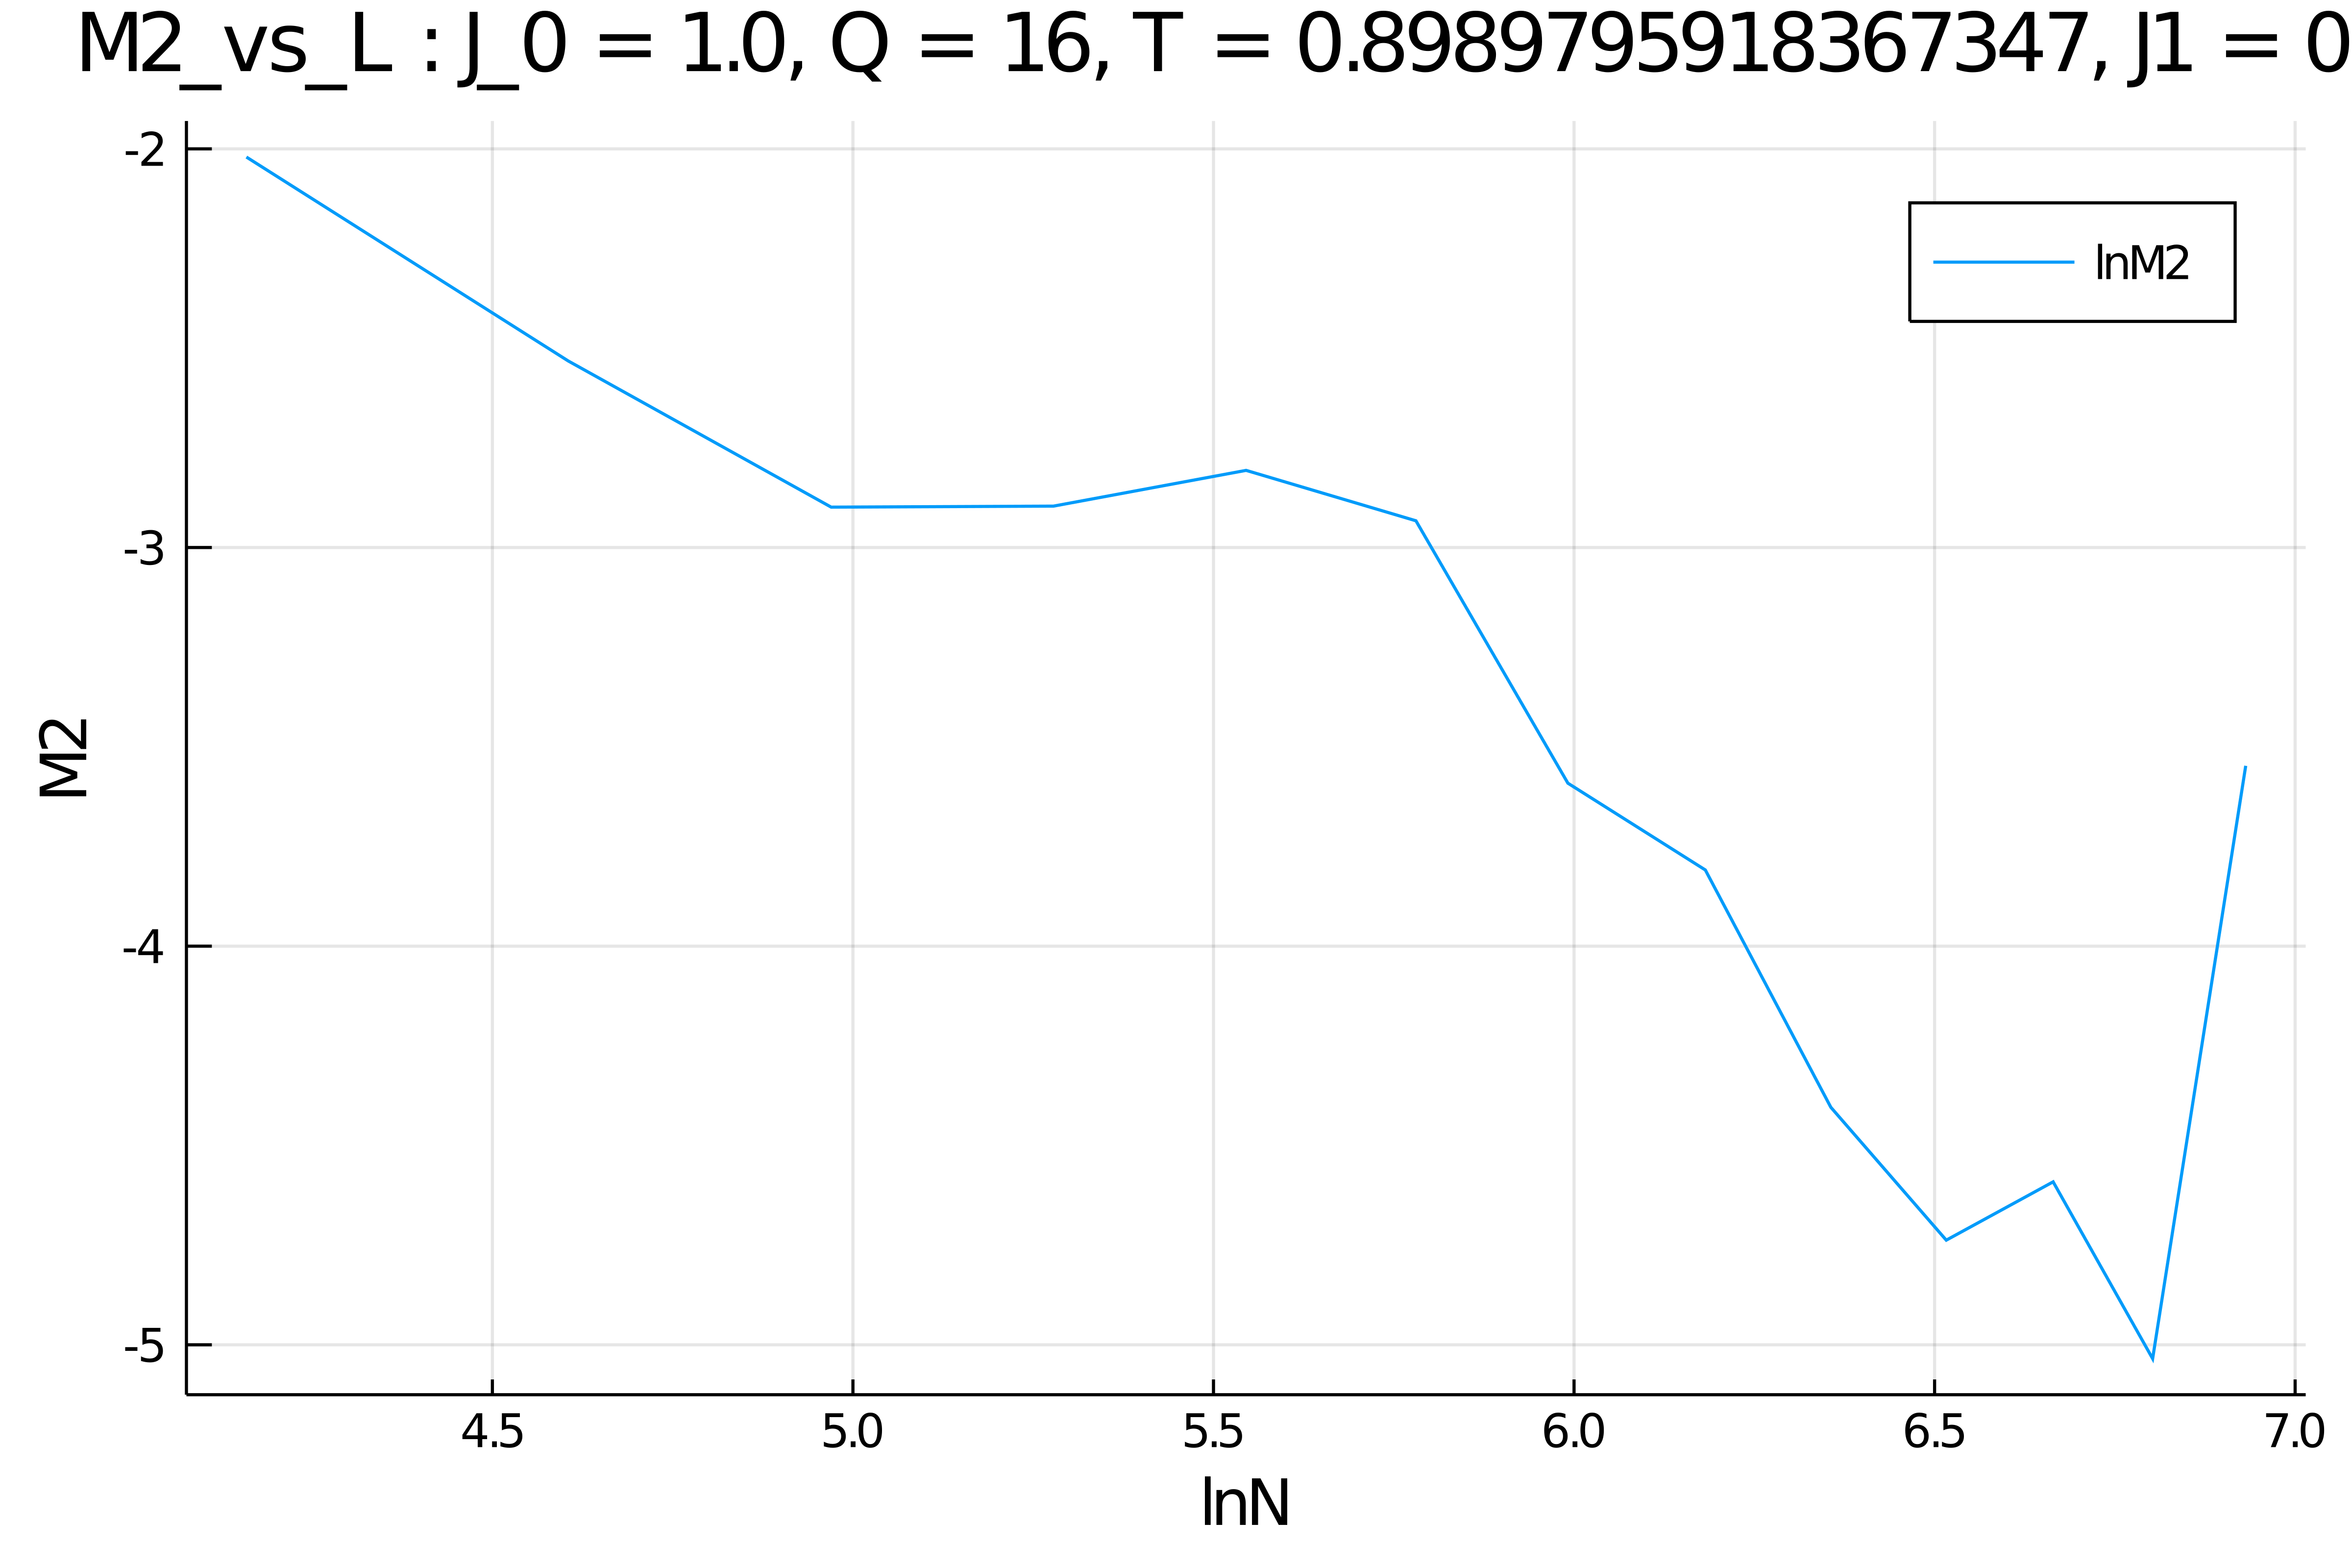 M2_vs_L : J_0 = 1.0, Q = 16, T = 0.8989795918367347, J1 = 0
-2
lnM2
-3
M2
-4
-5
4.5 5.0 5.5 6.0 6.5 7.0
lnN